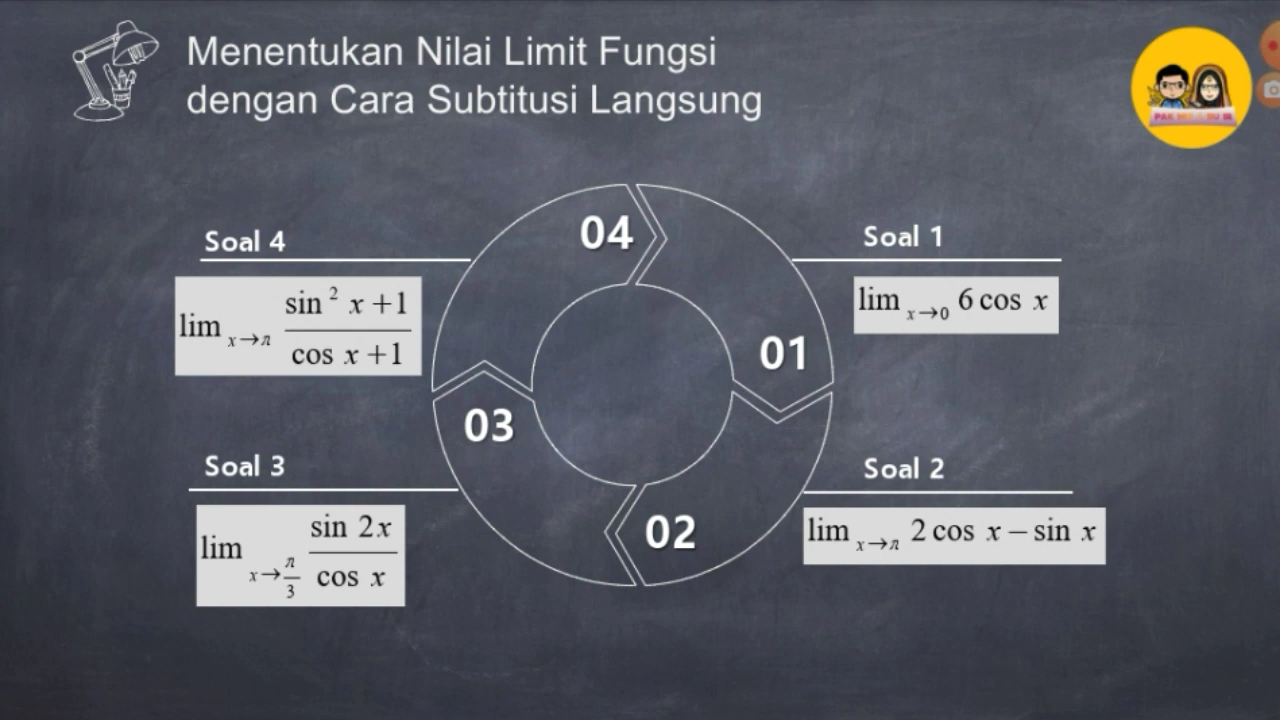 Menentukan Nilai Limit Fungsi
dengan Cara Subtitusi Langsung
04
01
03
02
Soal 1
lim x→0 6 cos x
Soal 2
lim x→π 2 cos x − sin x
Soal 3
lim x→π/3 sin 2x / cos x
Soal 4
lim x→π sin² x +1 / cos x +1